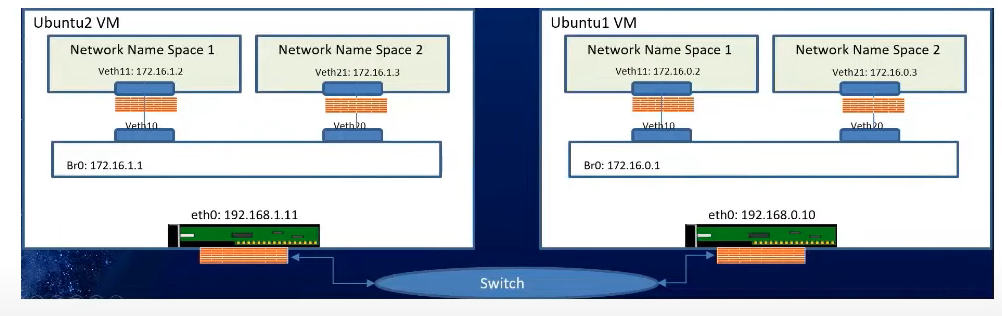 Ubuntu2 VM
Network Name Space 1
Veth11: 172.16.1.2
Network Name Space 2
Veth21: 172.16.1.3
Veth10
Veth20
Br0: 172.16.1.1
eth0: 192.168.1.11
Ubuntu1 VM
Network Name Space 1
Veth11: 172.16.0.2
Network Name Space 2
Veth21: 172.16.0.3
Veth10
Veth20
Br0: 172.16.0.1
eth0: 192.168.0.10
Switch